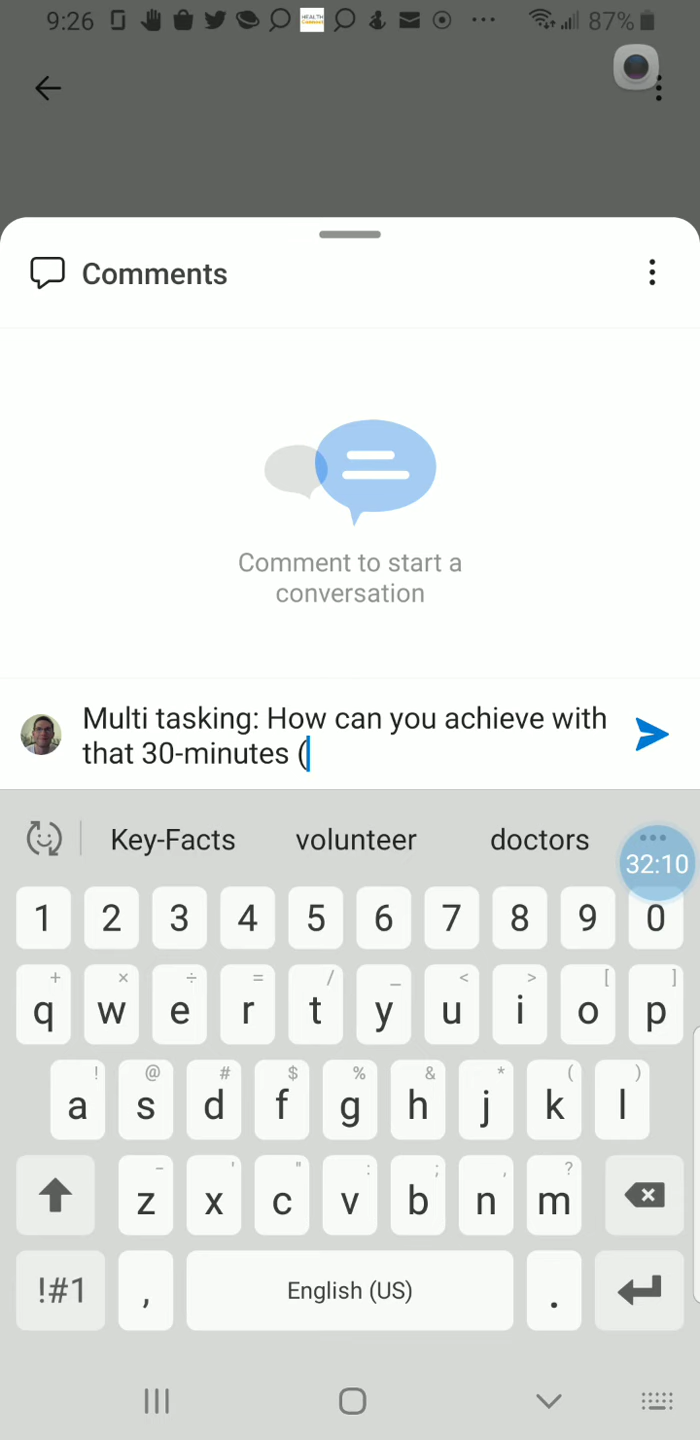 9:26
87%
Comments
Comment to start a
conversation
Multi tasking: How can you achieve with
that 30-minutes (
Key-Facts volunteer doctors
32:10
1 2 3 4 5 6 7 8 9 0
+ × ÷ = / _ < > [ ]
q w e r t y u i o p
! @ # $ % & * ( )
a s d f g h j k l
- ' " : ; , ?
z x c v b n m
!#1 , English (US) .